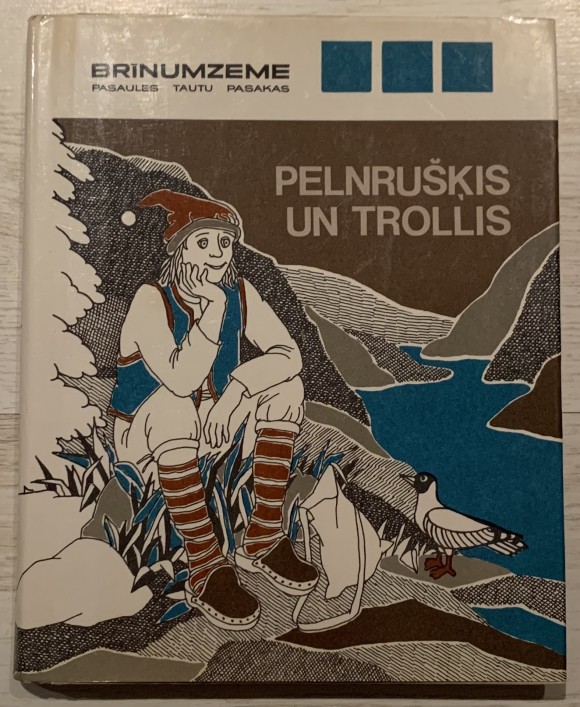 BRĪNUMZEME
PASAULES TAUTU PASAKAS
PELNRUŠĶIS
UN TROLLIS